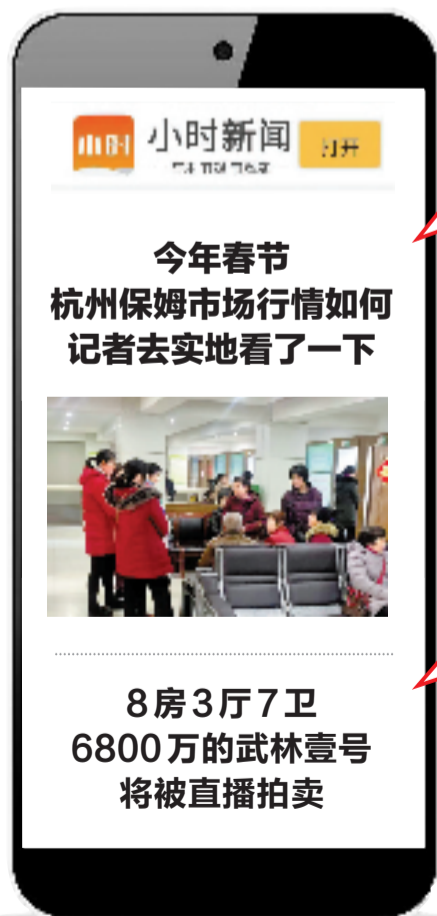 小时
小时新闻
打开
今年春节
杭州保姆市场行情如何
记者去实地看了一下
8房3厅7卫
6800万的武林壹号
将被直播拍卖